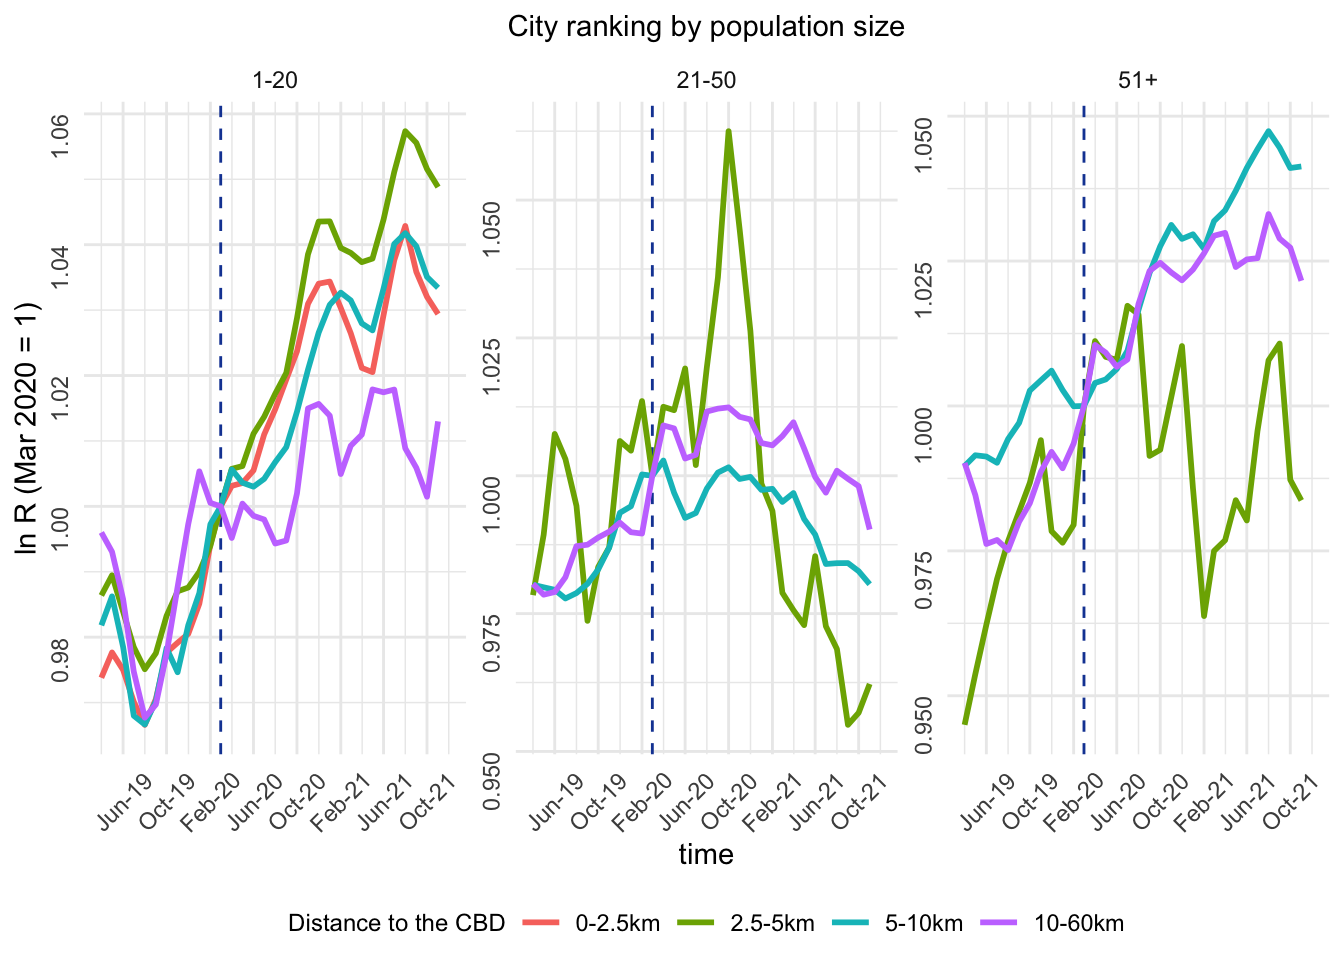 City ranking by population size
1-20
21-50
51+
ln R (Mar 2020 = 1)
1.06
1.04
1.02
1.00
0.98
1.050
1.025
1.000
0.975
0.950
1.050
1.025
1.000
0.975
0.950
Jun-19 Oct-19 Feb-20 Jun-20 Oct-20 Feb-21 Jun-21 Oct-21
Jun-19 Oct-19 Feb-20 Jun-20 Oct-20 Feb-21 Jun-21 Oct-21
Jun-19 Oct-19 Feb-20 Jun-20 Oct-20 Feb-21 Jun-21 Oct-21
time
Distance to the CBD 0-2.5km 2.5-5km 5-10km 10-60km